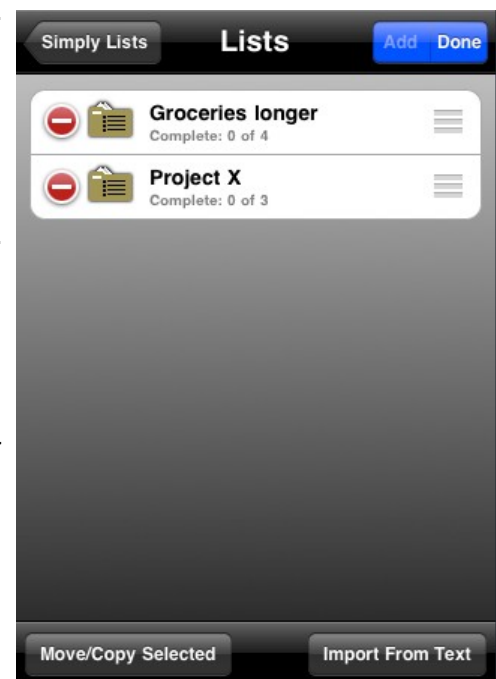 Simply Lists
Lists
Add
Done
Groceries longer
Complete: 0 of 4
Project X
Complete: 0 of 3
Move/Copy Selected
Import From Text